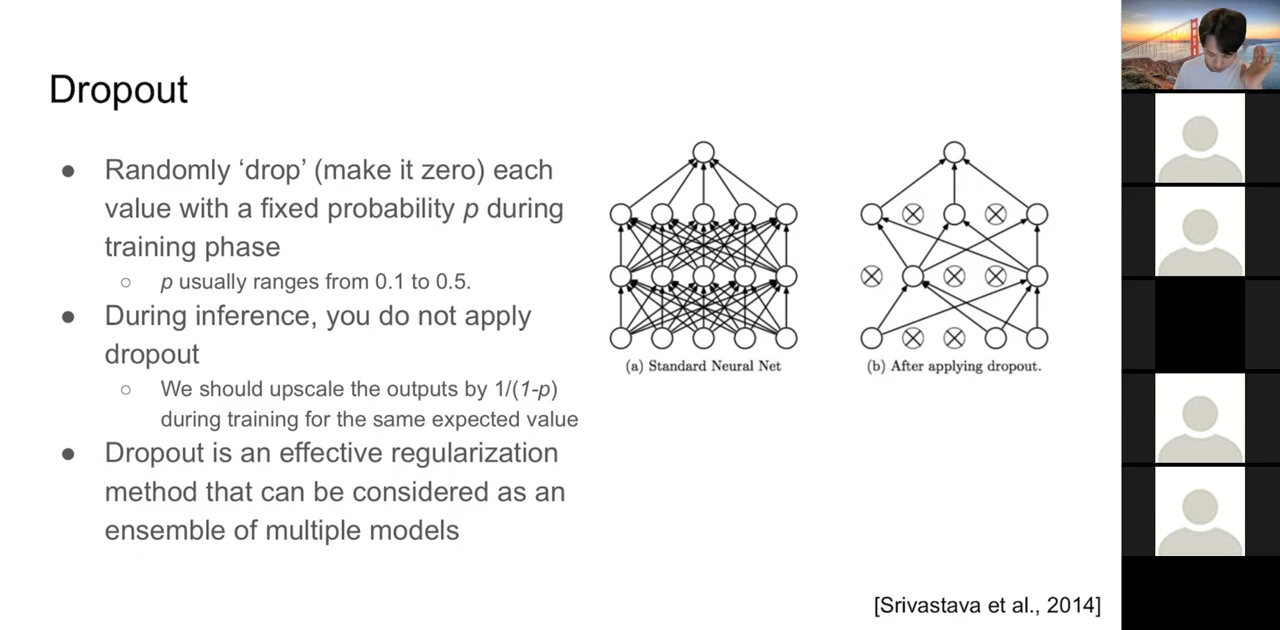 Dropout
● Randomly ‘drop’ (make it zero) each
value with a fixed probability p during
training phase
○ p usually ranges from 0.1 to 0.5.
● During inference, you do not apply
dropout
○ We should upscale the outputs by 1/(1-p)
during training for the same expected value
● Dropout is an effective regularization
method that can be considered as an
ensemble of multiple models
(a) Standard Neural Net
(b) After applying dropout.
[Srivastava et al., 2014]